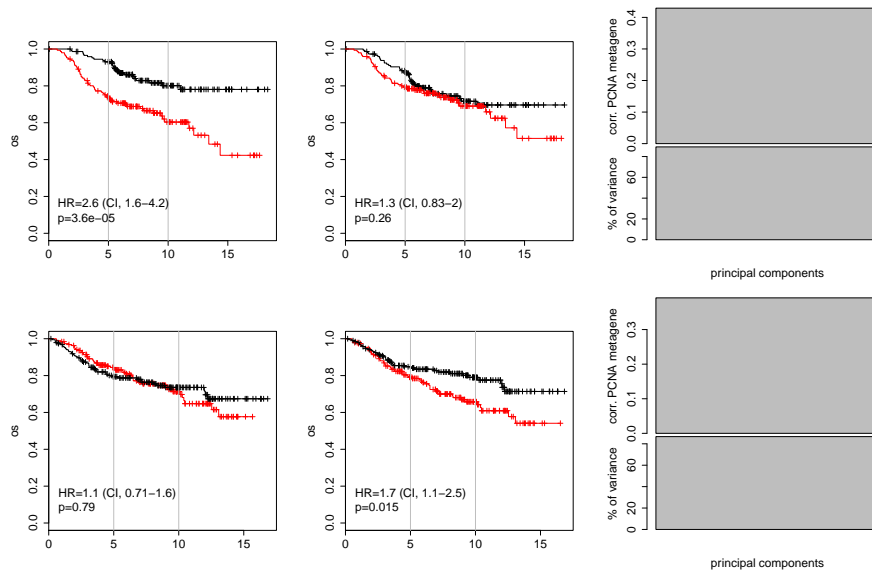 os
1.0
0.8
0.6
0.4
0.2
0.0
HR=2.6 (CI, 1.6−4.2)
p=3.6e−05
0 5 10 15
os
1.0
0.8
0.6
0.4
0.2
0.0
HR=1.3 (CI, 0.83−2)
p=0.26
0 5 10 15
corr. PCNA metagene
0.4
0.3
0.2
0.1
0.0
% of variance
60
20
0
principal components
os
1.0
0.8
0.6
0.4
0.2
0.0
HR=1.1 (CI, 0.71−1.6)
p=0.79
0 5 10 15
os
1.0
0.8
0.6
0.4
0.2
0.0
HR=1.7 (CI, 1.1−2.5)
p=0.015
0 5 10 15
corr. PCNA metagene
0.3
0.2
0.1
0.0
% of variance
60
20
0
principal components